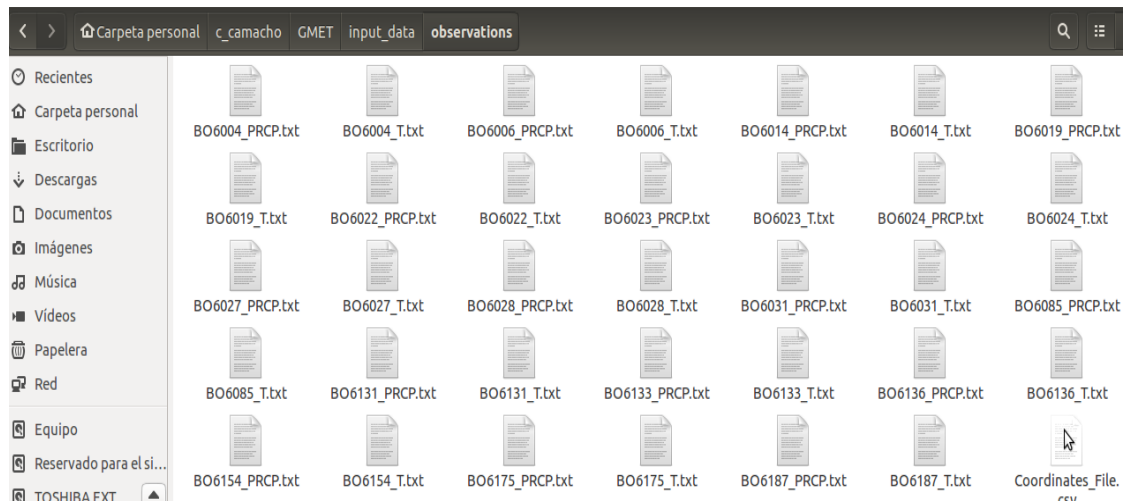 Carpeta personal c_camacho GMET input_data observations
Recientes
Carpeta personal
Escritorio
Descargas
Documentos
Imágenes
Música
Vídeos
Papelera
Red
Equipo
Reservado para el si...
TOSHIBA EXT
BO6004_PRCP.txt BO6004_T.txt BO6006_PRCP.txt BO6006_T.txt BO6014_PRCP.txt BO6014_T.txt BO6019_PRCP.txt
BO6019_T.txt BO6022_PRCP.txt BO6022_T.txt BO6023_PRCP.txt BO6023_T.txt BO6024_PRCP.txt BO6024_T.txt
BO6027_PRCP.txt BO6027_T.txt BO6028_PRCP.txt BO6028_T.txt BO6031_PRCP.txt BO6031_T.txt BO6085_PRCP.txt
BO6085_T.txt BO6131_PRCP.txt BO6131_T.txt BO6133_PRCP.txt BO6133_T.txt BO6136_PRCP.txt BO6136_T.txt
BO6154_PRCP.txt BO6154_T.txt BO6175_PRCP.txt BO6175_T.txt BO6187_PRCP.txt BO6187_T.txt Coordinates_File.
csv